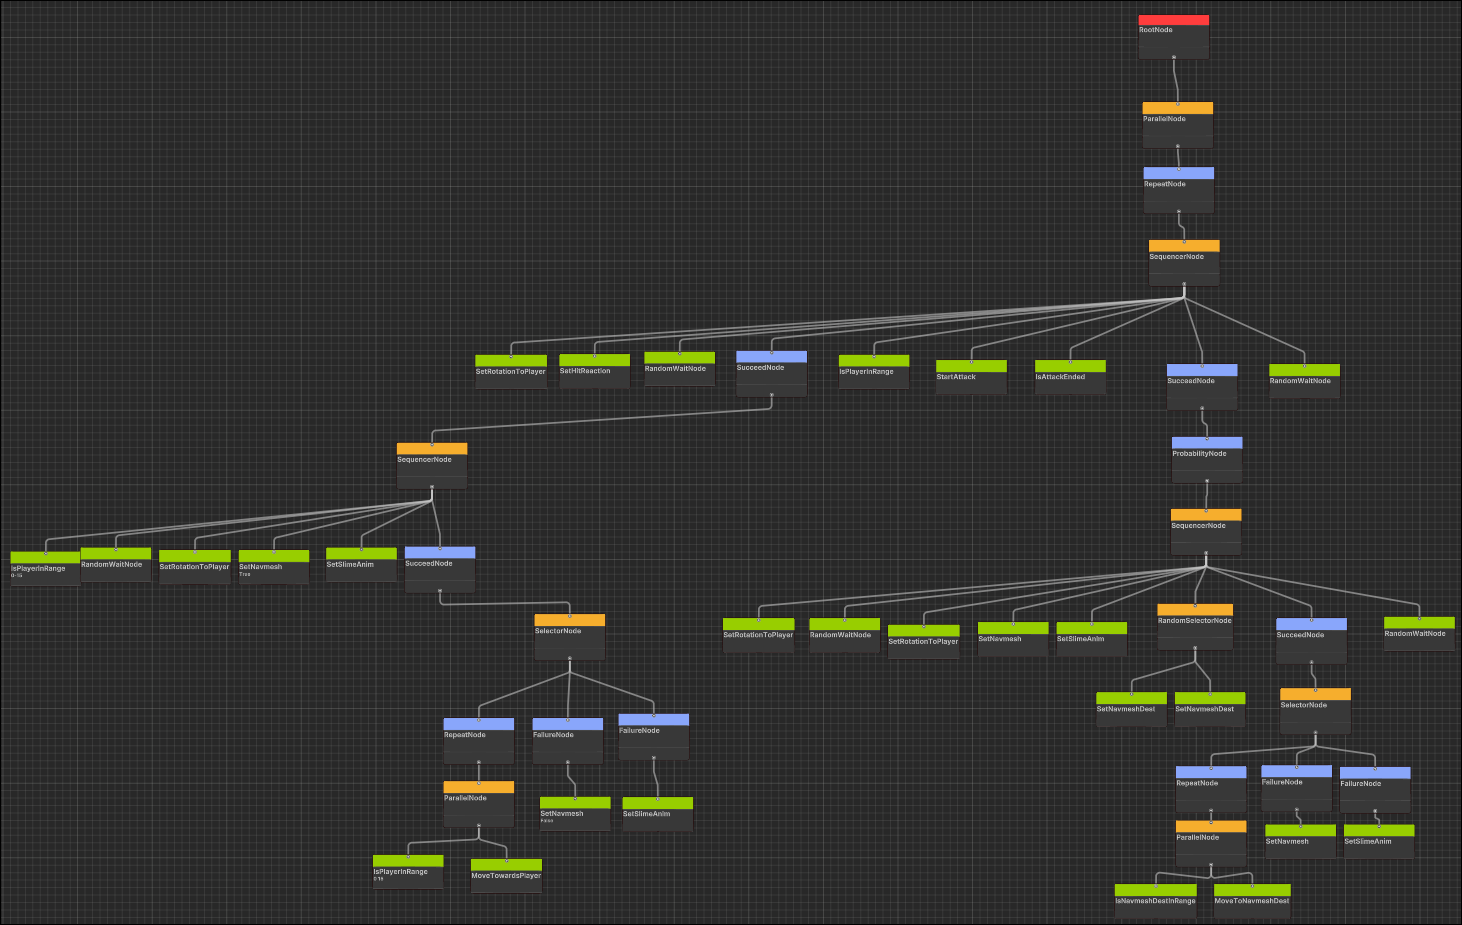 RootNode
ParallelNode
RepeatNode
SequencerNode
SetRotationToPlayer
SetHitReaction
RandomWaitNode
SucceedNode
IsPlayerInRange
StartAttack
IsAttackEnded
SucceedNode
RandomWaitNode
SequencerNode
ProbabilityNode
SequencerNode
IsPlayerInRange
0-15
RandomWaitNode
SetRotationToPlayer
SetNavmesh
True
SetSlimeAnim
SucceedNode
SelectorNode
SetRotationToPlayer
RandomWaitNode
SetRotationToPlayer
SetNavmesh
SetSlimeAnim
RandomSelectorNode
SucceedNode
RandomWaitNode
SetNavmeshDest
SetNavmeshDest
SelectorNode
RepeatNode
FailureNode
FailureNode
RepeatNode
FailureNode
FailureNode
ParallelNode
SetNavmesh
False
SetSlimeAnim
ParallelNode
SetNavmesh
SetSlimeAnim
IsPlayerInRange
MoveTowardsPlayer
IsNavmeshDestInRange
MoveToNavmeshDest